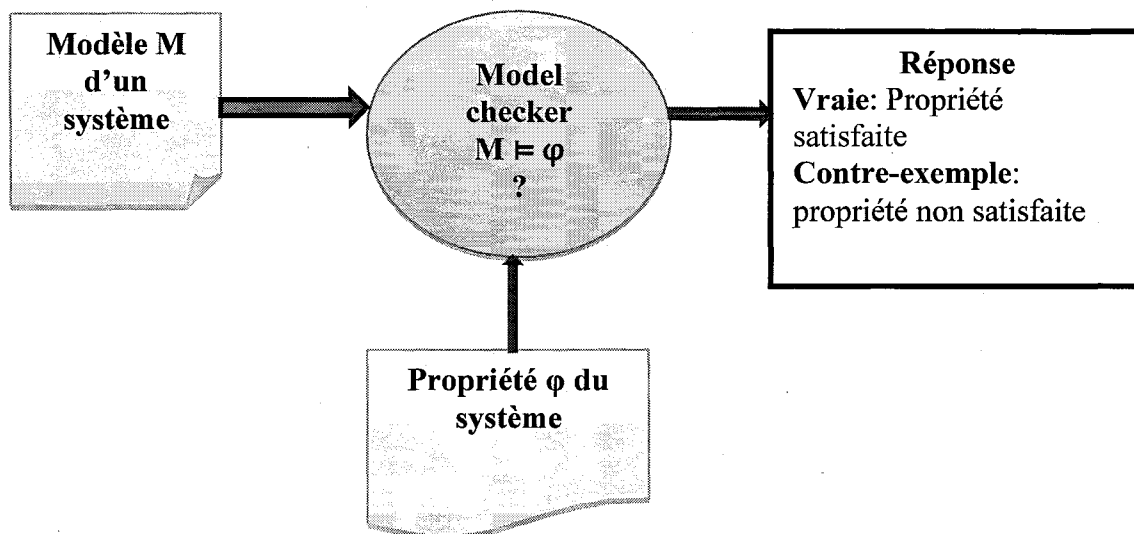 Modèle M
d'un
système
Model
checker
M ⊨ φ
?
Réponse
Vraie: Propriété
satisfaite
Contre-exemple:
propriété non satisfaite
Propriété φ du
système